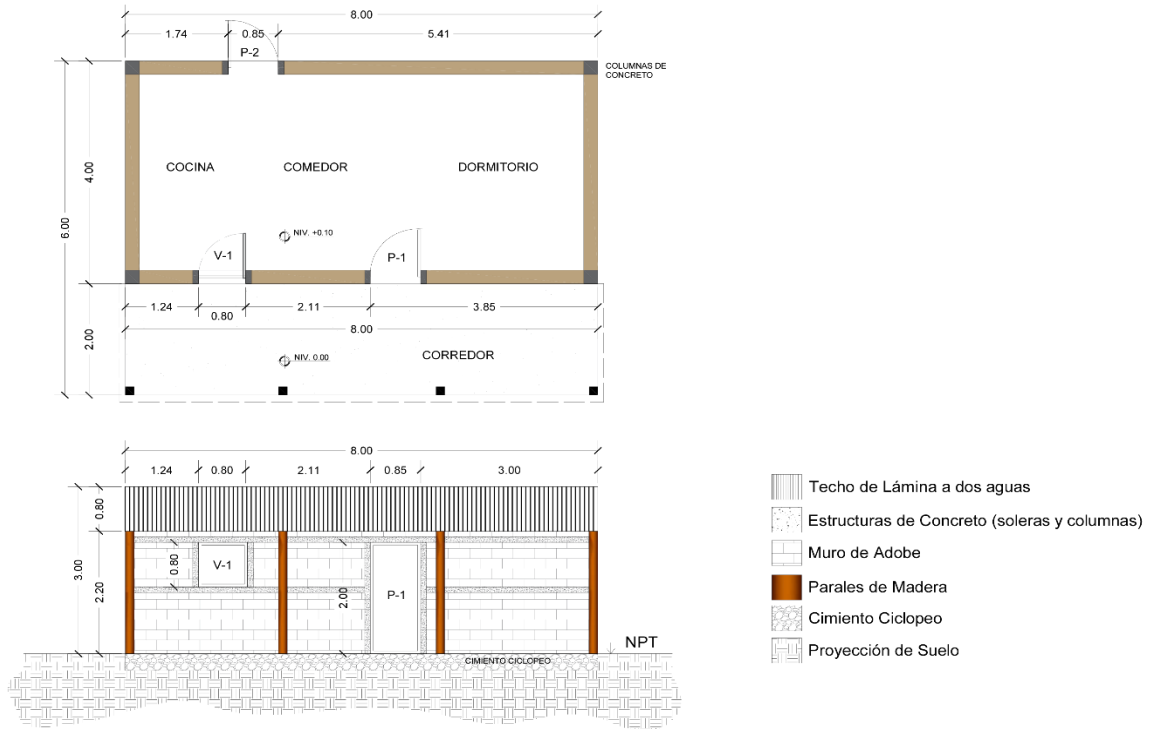 8.00
1.74
0.85
5.41
P-2
COLUMNAS DE
CONCRETO
6.00
4.00
COCINA
COMEDOR
DORMITORIO
NIV. +0.10
V-1
P-1
1.24
0.80
2.11
3.85
8.00
2.00
NIV. 0.00
CORREDOR
8.00
1.24
0.80
2.11
0.85
3.00
0.80
3.00
2.20
0.80
V-1
2.00
P-1
NPT
CIMIENTO CICLOPEO
Techo de Lámina a dos aguas
Estructuras de Concreto (soleras y columnas)
Muro de Adobe
Parales de Madera
Cimiento Ciclopeo
Proyección de Suelo